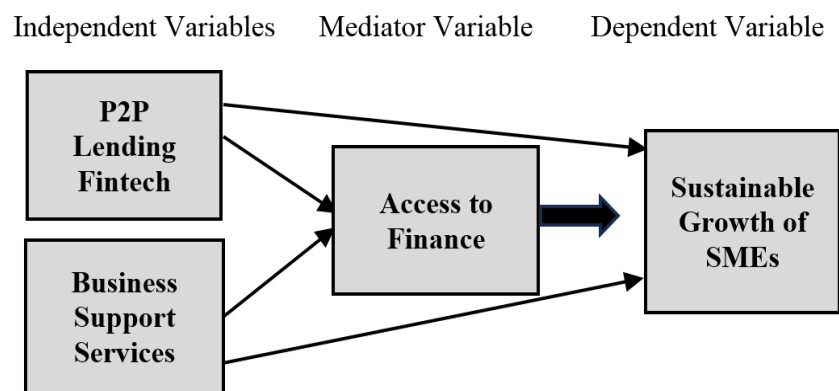 Independent Variables
Mediator Variable
Dependent Variable
P2P
Lending
Fintech
Access to
Finance
Sustainable
Growth of
SMEs
Business
Support
Services